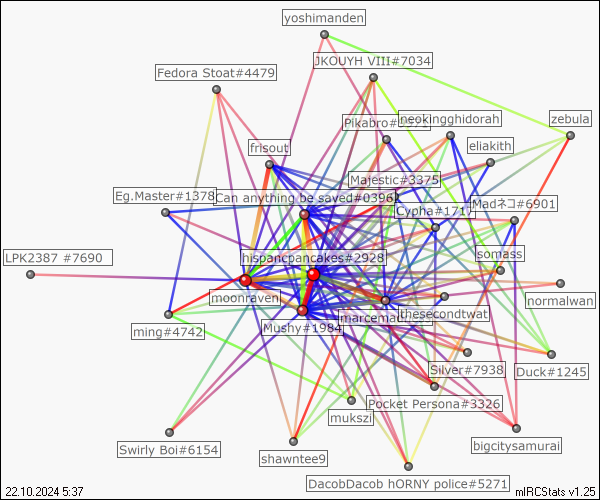 yoshimanden
JKOUYH VIII#7034
Fedora Stoat#4479
neokingghidorah
zebula
frisout
eliakith
Majestic#3375
Eg.Master#1378
Can anything be saved#0396
Madネコ#6901
Cypha#1717
hispancpancakes#2928
somass
LPK2387 #7690
moonraven
normalwan
Mushy#1984
thesecondtwat
ming#4742
Silver#7938
Duck#1245
Pocket Persona#3326
mukszi
Swirly Boi#6154
bigcitysamurai
shawntee9
DacobDacob hORNY police#5271
22.10.2024 5:37
mIRCStats v1.25